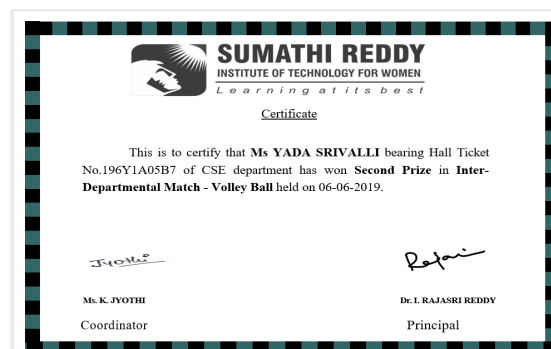 SUMATHI REDDY
INSTITUTE OF TECHNOLOGY FOR WOMEN
Learning at its best
Certificate
This is to certify that Ms YADA SRIVALLI bearing Hall Ticket
No.196Y1A05B7 of CSE department has won Second Prize in Inter-
Departmental Match - Volley Ball held on 06-06-2019.
Jyothi
Rajasri
Ms. K. JYOTHI
Dr. I. RAJASRI REDDY
Coordinator
Principal